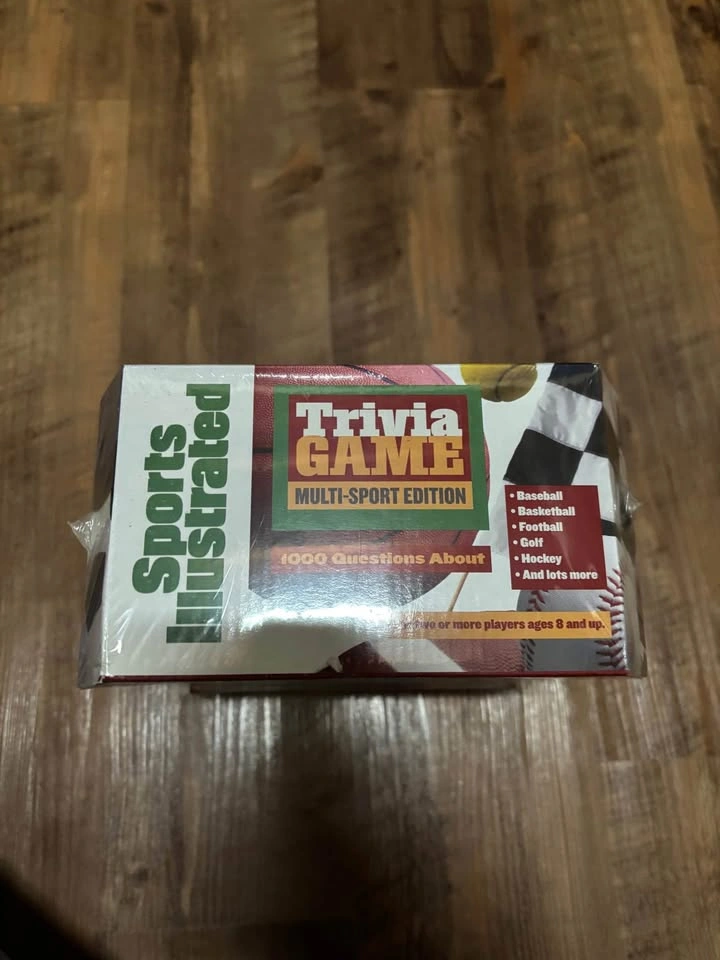 Sports
Illustrated
Trivia
GAME
MULTI-SPORT EDITION
1000 Questions About
• Baseball
• Basketball
• Football
• Golf
• Hockey
• And lots more
two or more players ages 8 and up.